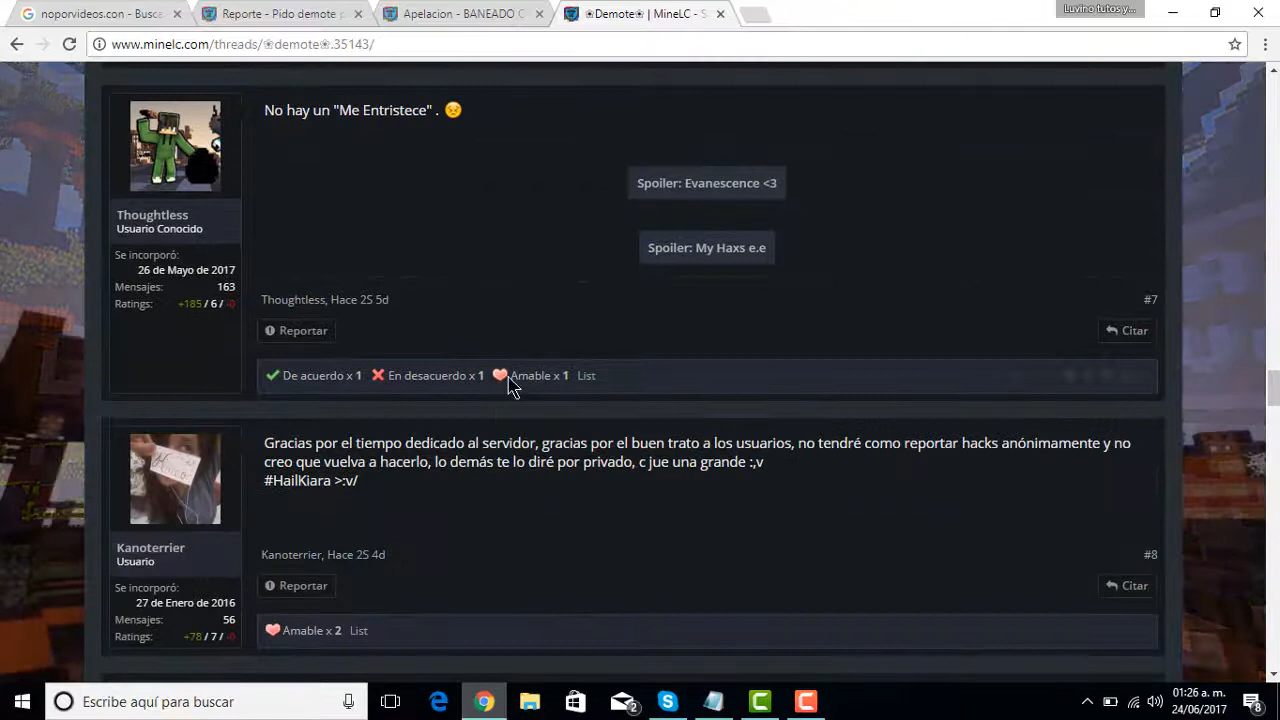 noporvideos.con - Busca
Reporte - Pido demote p
Apelacion - BANEADO C
❀Demote❀ | MineLC - S
Luvino tutos y...
www.minelc.com/threads/❀demote❀.35143/
No hay un "Me Entristece" . 😣
Spoiler: Evanescence <3
Spoiler: My Haxs e.e
Thoughtless
Usuario Conocido
Se incorporó:
26 de Mayo de 2017
Mensajes: 163
Ratings: +185 / 6 / -0
Thoughtless, Hace 2S 5d #7
Reportar Citar
De acuerdo x 1 En desacuerdo x 1 Amable x 1 List
Gracias por el tiempo dedicado al servidor, gracias por el buen trato a los usuarios, no tendré como reportar hacks anónimamente y no
creo que vuelva a hacerlo, lo demás te lo diré por privado, c jue una grande :,v
#HailKiara >:v/
Kanoterrier
Usuario
Se incorporó:
27 de Enero de 2016
Mensajes: 56
Ratings: +78 / 7 / -0
Kanoterrier, Hace 2S 4d #8
Reportar Citar
Amable x 2 List
Escribe aquí para buscar
2
01:26 a. m.
24/06/2017
8